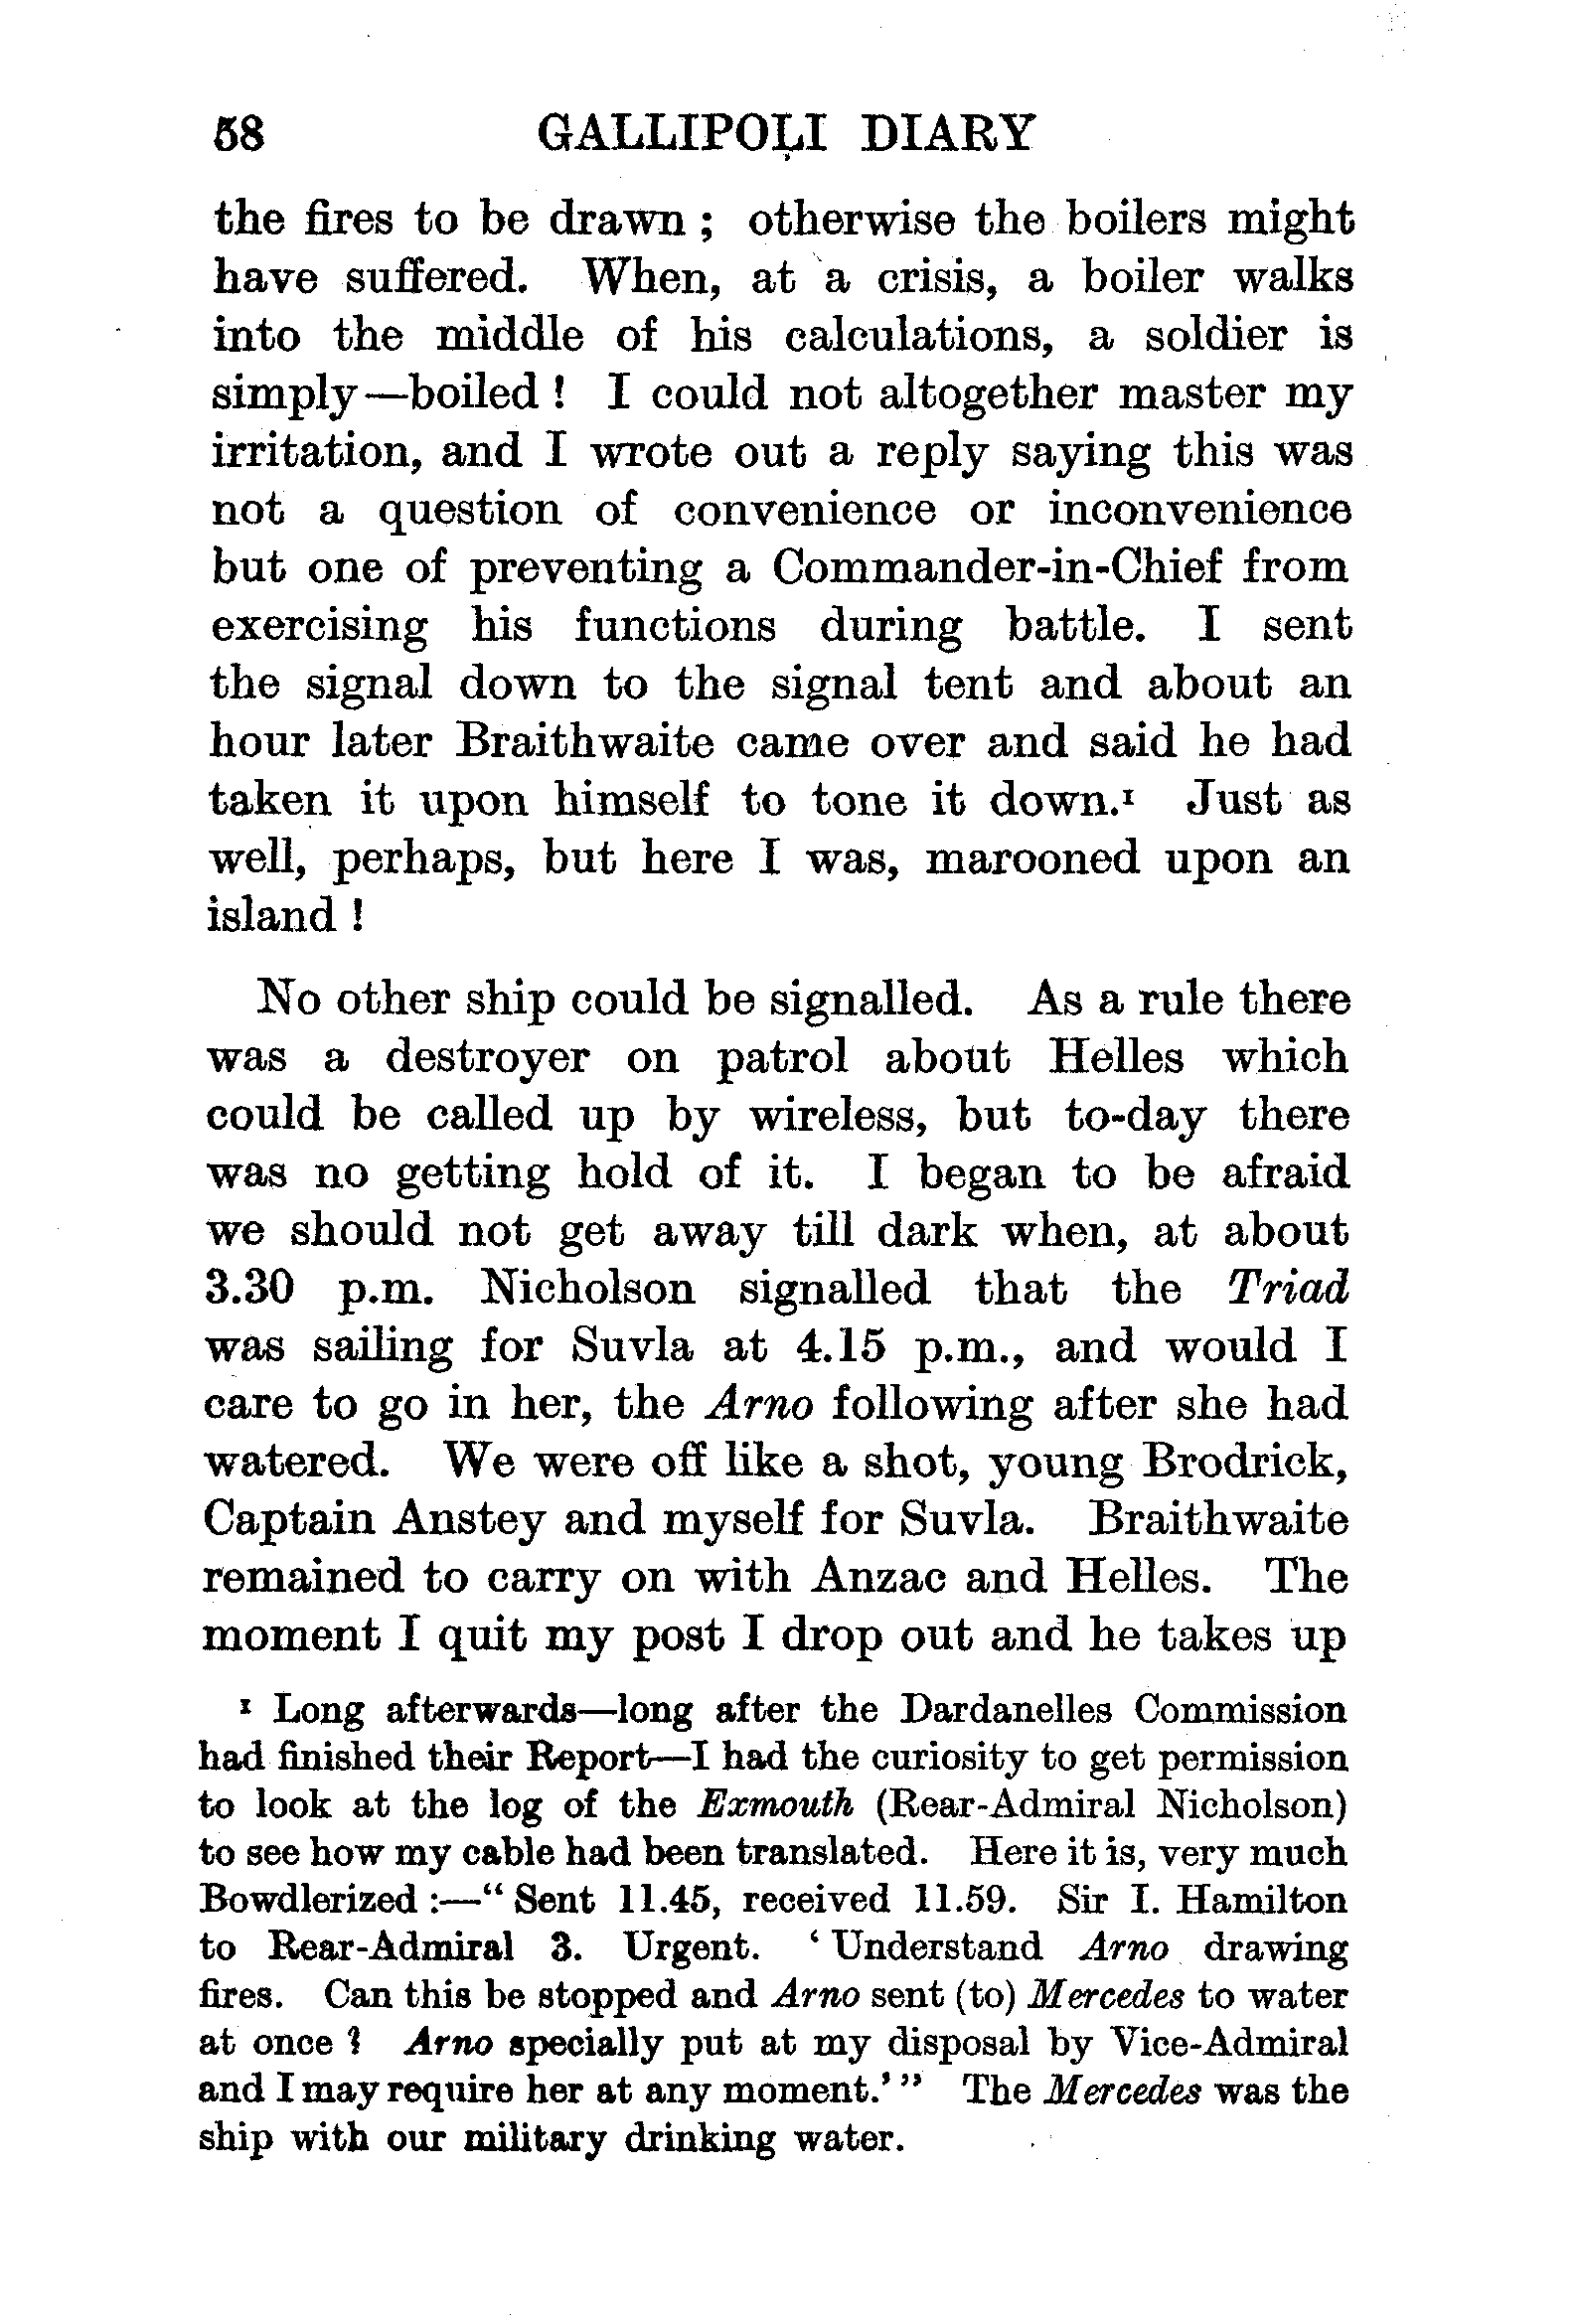 58 GALLIPOLI DIARY
the fires to be drawn ; otherwise the boilers might
have suffered. When, at a crisis, a boiler walks
into the middle of his calculations, a soldier is
simply—boiled ! I could not altogether master my
irritation, and I wrote out a reply saying this was
not a question of convenience or inconvenience
but one of preventing a Commander-in-Chief from
exercising his functions during battle. I sent
the signal down to the signal tent and about an
hour later Braithwaite came over and said he had
taken it upon himself to tone it down.¹ Just as
well, perhaps, but here I was, marooned upon an
island !
No other ship could be signalled. As a rule there
was a destroyer on patrol about Helles which
could be called up by wireless, but to-day there
was no getting hold of it. I began to be afraid
we should not get away till dark when, at about
3.30 p.m. Nicholson signalled that the Triad
was sailing for Suvla at 4.15 p.m., and would I
care to go in her, the Arno following after she had
watered. We were off like a shot, young Brodrick,
Captain Anstey and myself for Suvla. Braithwaite
remained to carry on with Anzac and Helles. The
moment I quit my post I drop out and he takes up
¹ Long afterwards—long after the Dardanelles Commission
had finished their Report—I had the curiosity to get permission
to look at the log of the Exmouth (Rear-Admiral Nicholson)
to see how my cable had been translated. Here it is, very much
Bowdlerized :—“ Sent 11.45, received 11.59. Sir I. Hamilton
to Rear-Admiral 3. Urgent. ‘ Understand Arno drawing
fires. Can this be stopped and Arno sent (to) Mercedes to water
at once ? Arno specially put at my disposal by Vice-Admiral
and I may require her at any moment.’ ” The Mercedes was the
ship with our military drinking water.